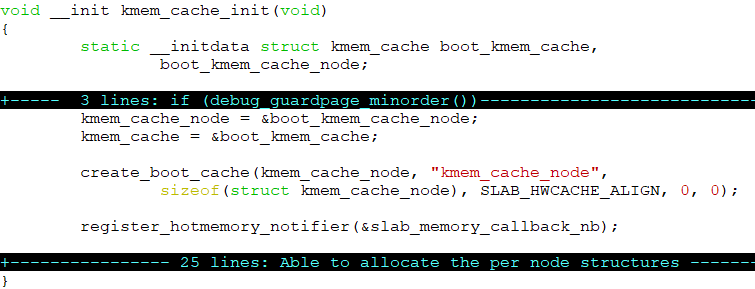 void __init kmem_cache_init(void)
{
        static __initdata struct kmem_cache boot_kmem_cache,
                boot_kmem_cache_node;
+-----  3 lines: if (debug_guardpage_minorder())----------------------------
        kmem_cache_node = &boot_kmem_cache_node;
        kmem_cache = &boot_kmem_cache;
        create_boot_cache(kmem_cache_node, "kmem_cache_node",
                sizeof(struct kmem_cache_node), SLAB_HWCACHE_ALIGN, 0, 0);
        register_hotmemory_notifier(&slab_memory_callback_nb);
+---------------- 25 lines: Able to allocate the per node structures -------
}